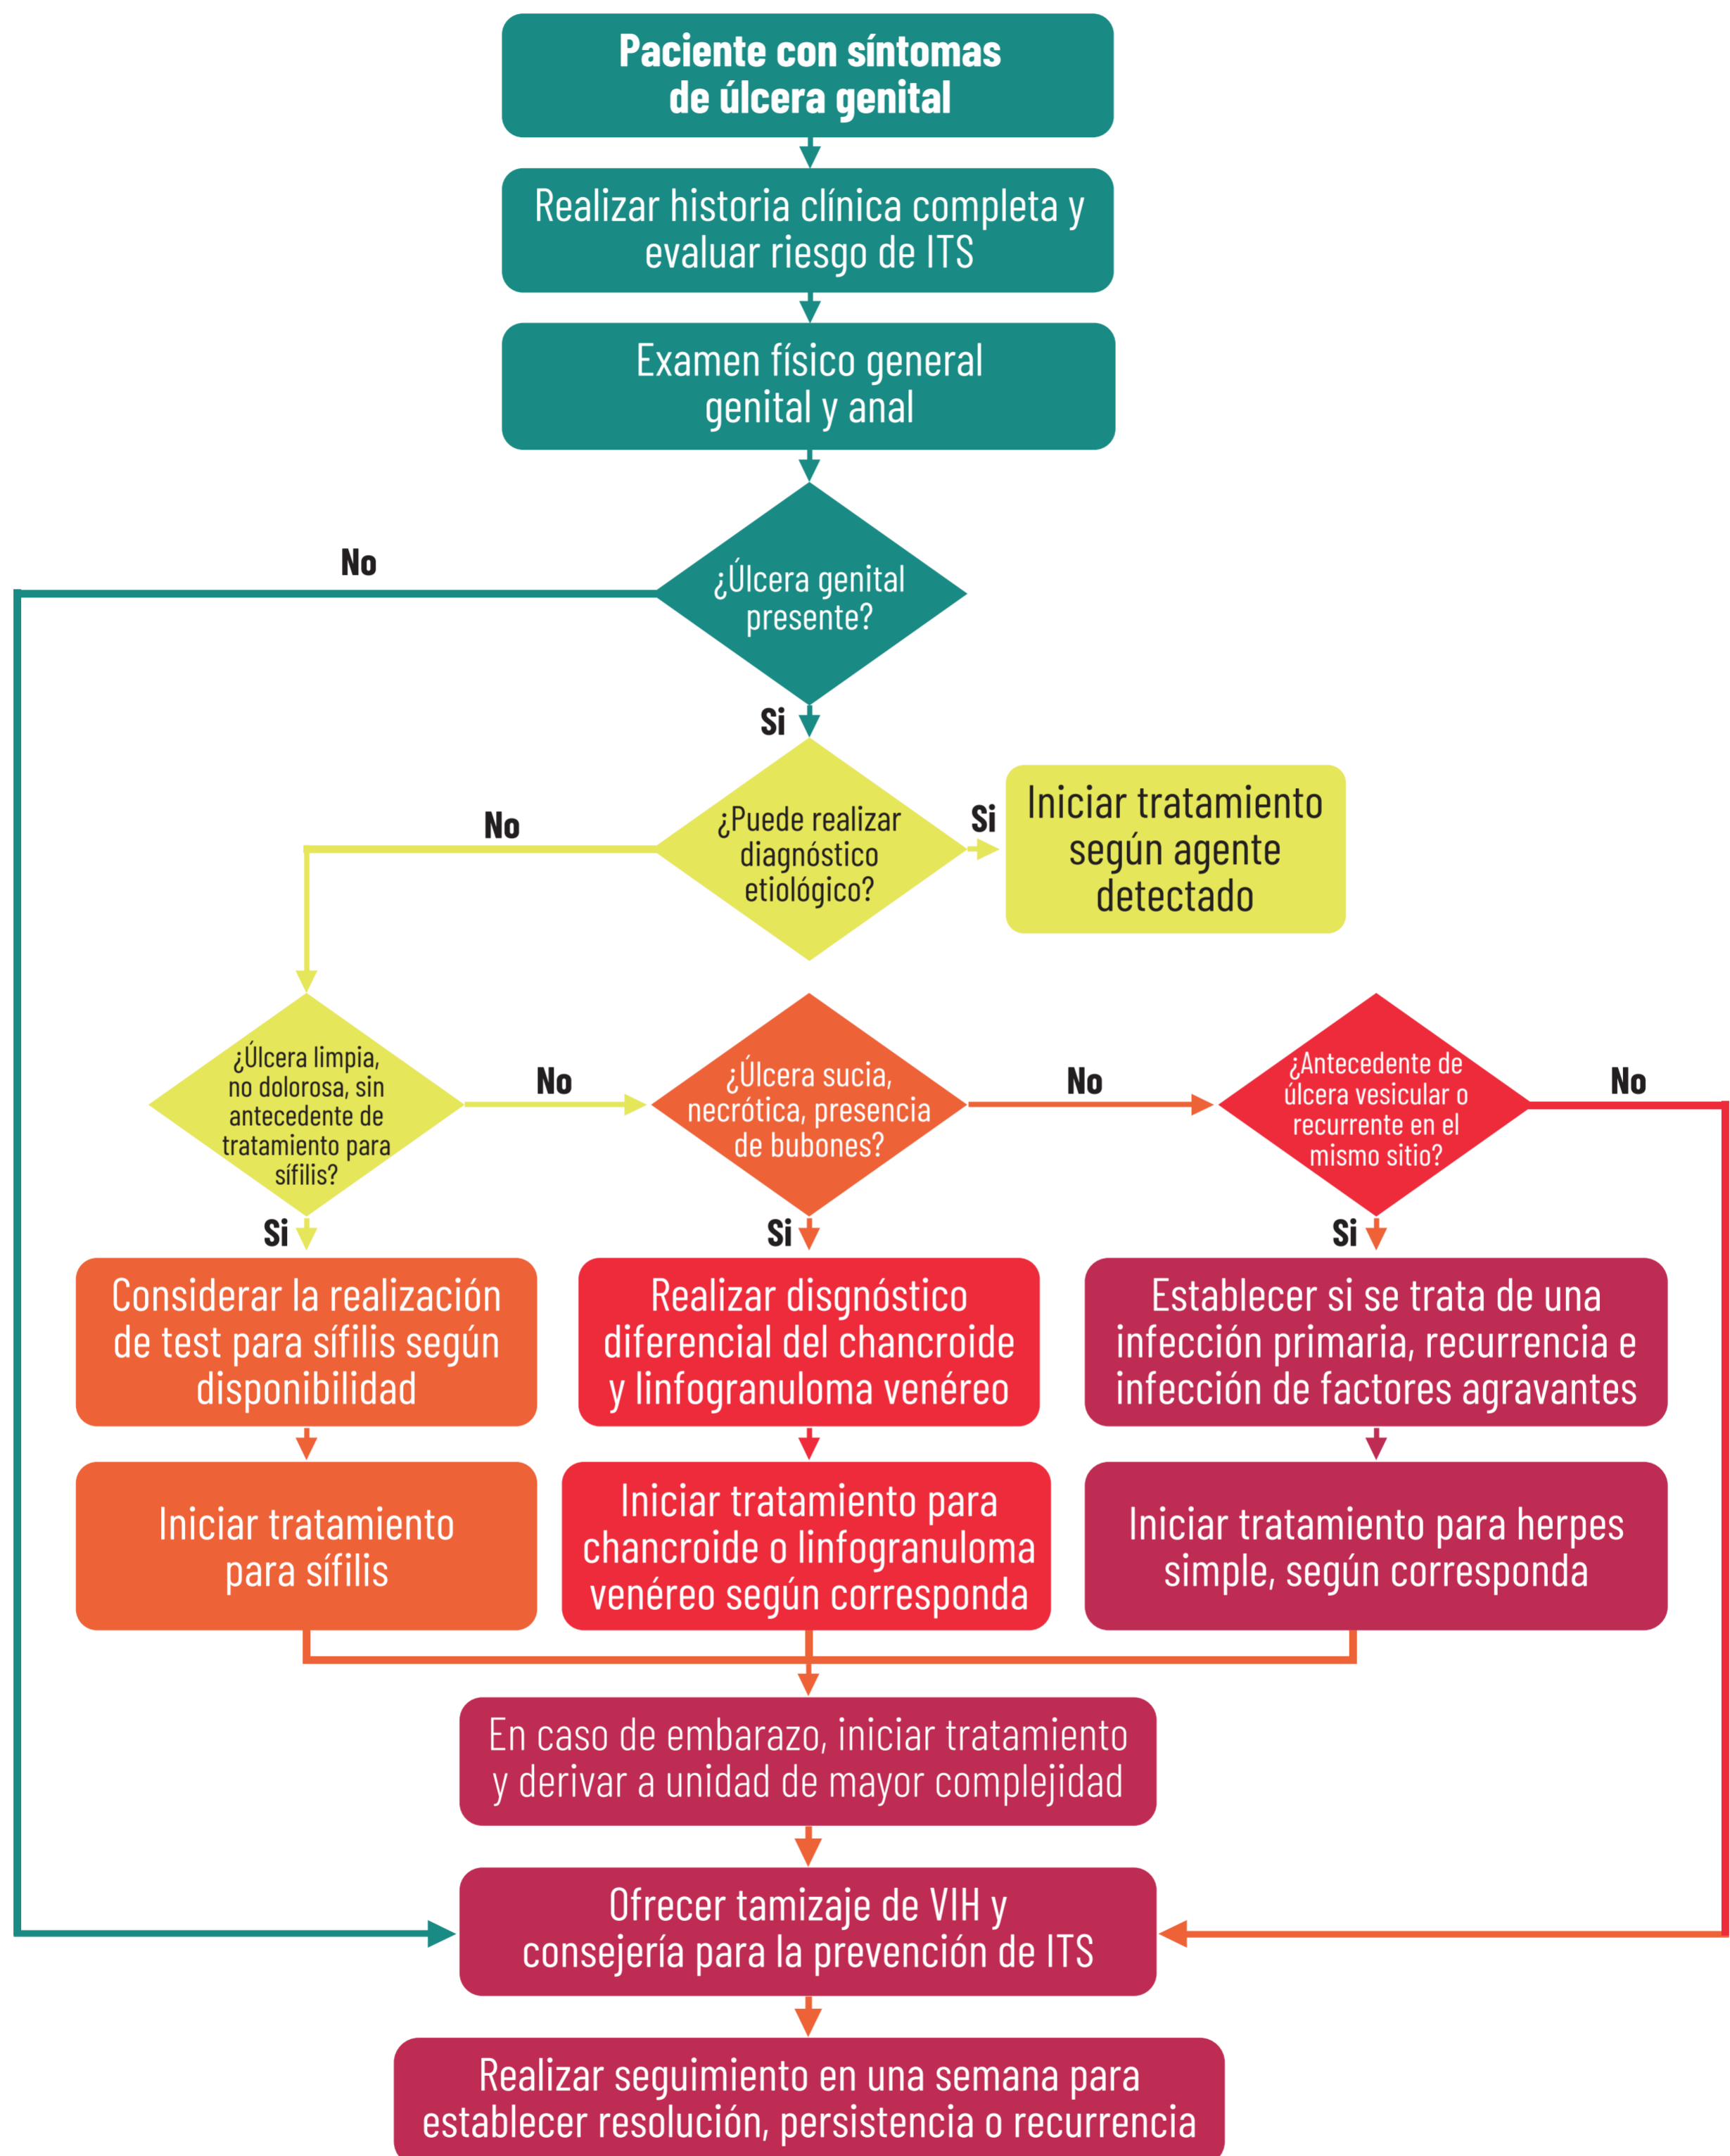 Paciente con síntomas
de úlcera genital
Realizar historia clínica completa y
evaluar riesgo de ITS
Examen físico general
genital y anal
No
¿Úlcera genital
presente?
Si
No
¿Puede realizar
diagnóstico
etiológico?
Si
Iniciar tratamiento
según agente
detectado
¿Úlcera limpia,
no dolorosa, sin
antecedente de
tratamiento para
sífilis?
No
¿Úlcera sucia,
necrótica, presencia
de bubones?
No
¿Antecedente de
úlcera vesicular o
recurrente en el
mismo sitio?
No
Si
Si
Si
Considerar la realización
de test para sífilis según
disponibilidad
Realizar disgnóstico
diferencial del chancroide
y linfogranuloma venéreo
Establecer si se trata de una
infección primaria, recurrencia e
infección de factores agravantes
Iniciar tratamiento
para sífilis
Iniciar tratamiento para
chancroide o linfogranuloma
venéreo según corresponda
Iniciar tratamiento para herpes
simple, según corresponda
En caso de embarazo, iniciar tratamiento
y derivar a unidad de mayor complejidad
Ofrecer tamizaje de VIH y
consejería para la prevención de ITS
Realizar seguimiento en una semana para
establecer resolución, persistencia o recurrencia